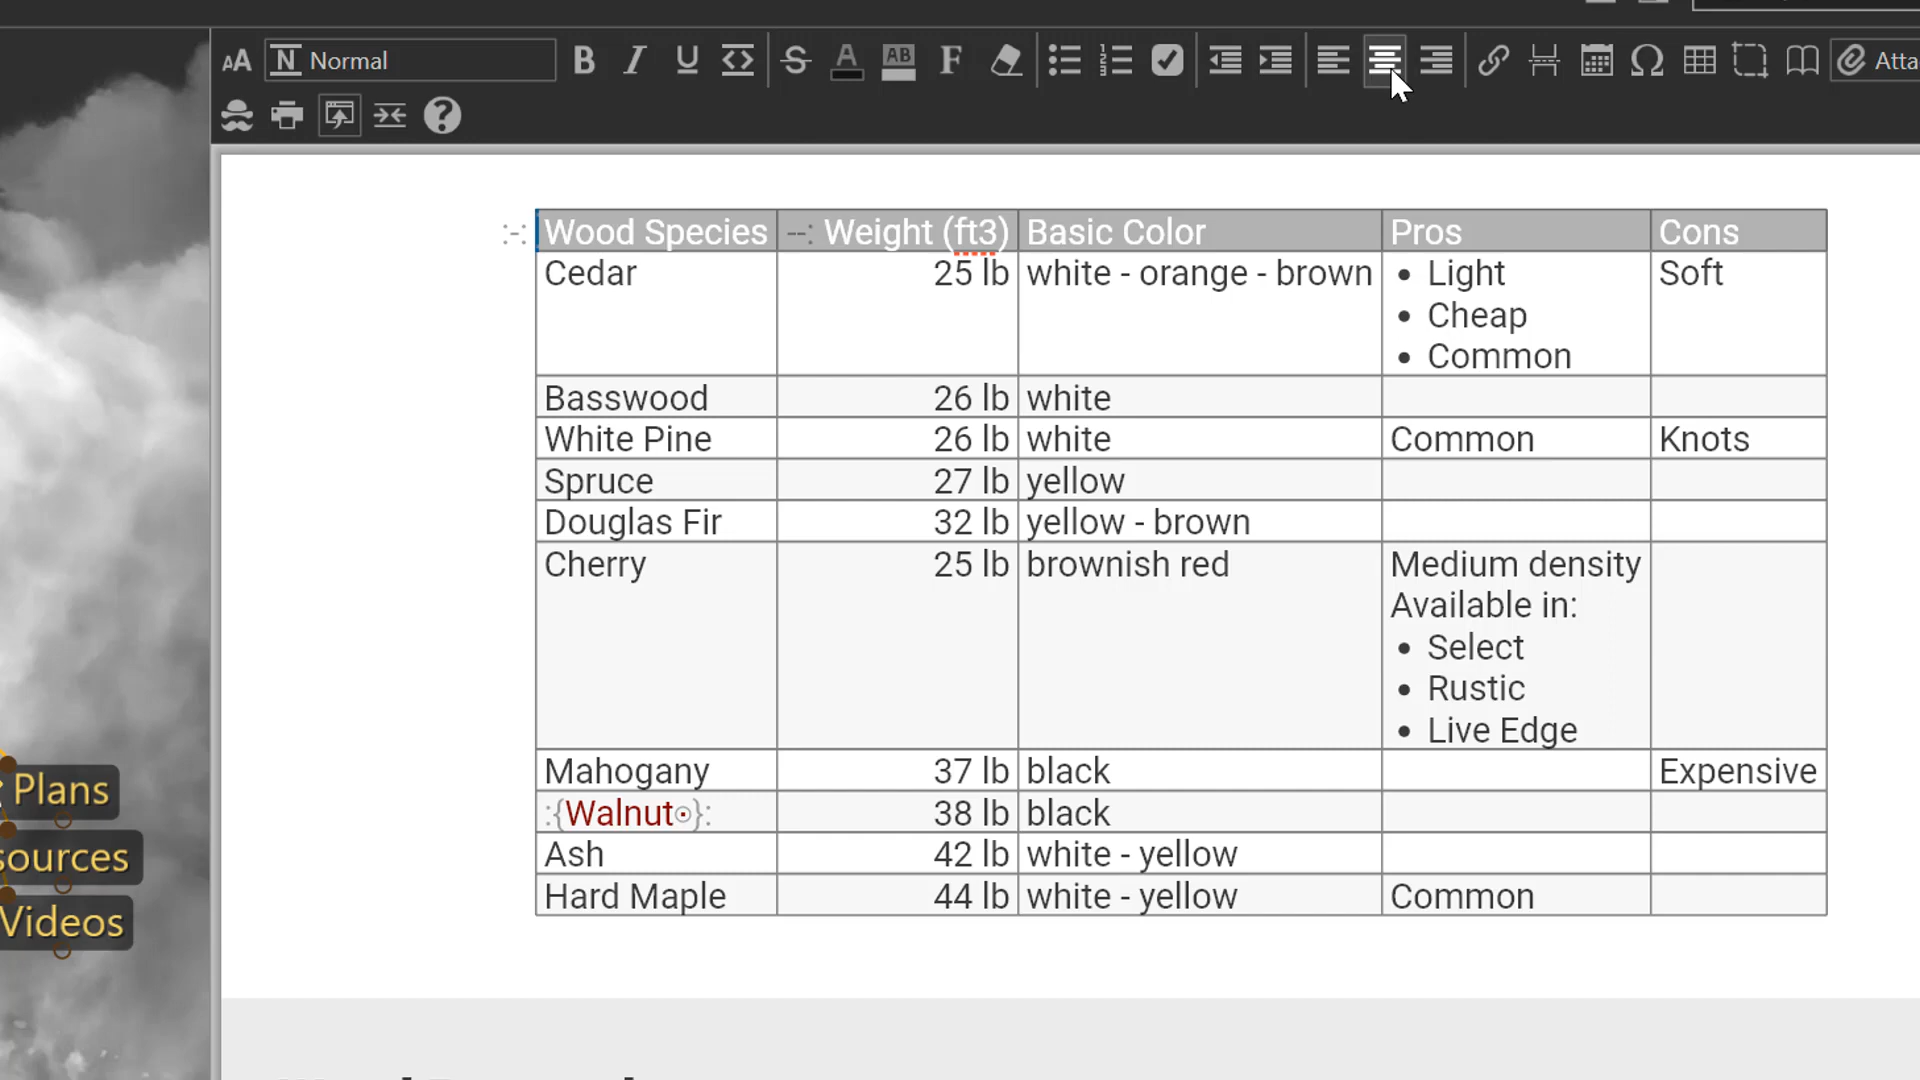 AA N Normal B I U S A AB F Atta
?
:-: Wood Species --: Weight (ft3) Basic Color Pros Cons
Cedar 25 lb white - orange - brown • Light Soft
• Cheap
• Common
Basswood 26 lb white
White Pine 26 lb white Common Knots
Spruce 27 lb yellow
Douglas Fir 32 lb yellow - brown
Cherry 25 lb brownish red Medium density
Available in:
• Select
• Rustic
• Live Edge
Mahogany 37 lb black Expensive
:{Walnut}: 38 lb black
Ash 42 lb white - yellow
Hard Maple 44 lb white - yellow Common
Plans
sources
Videos